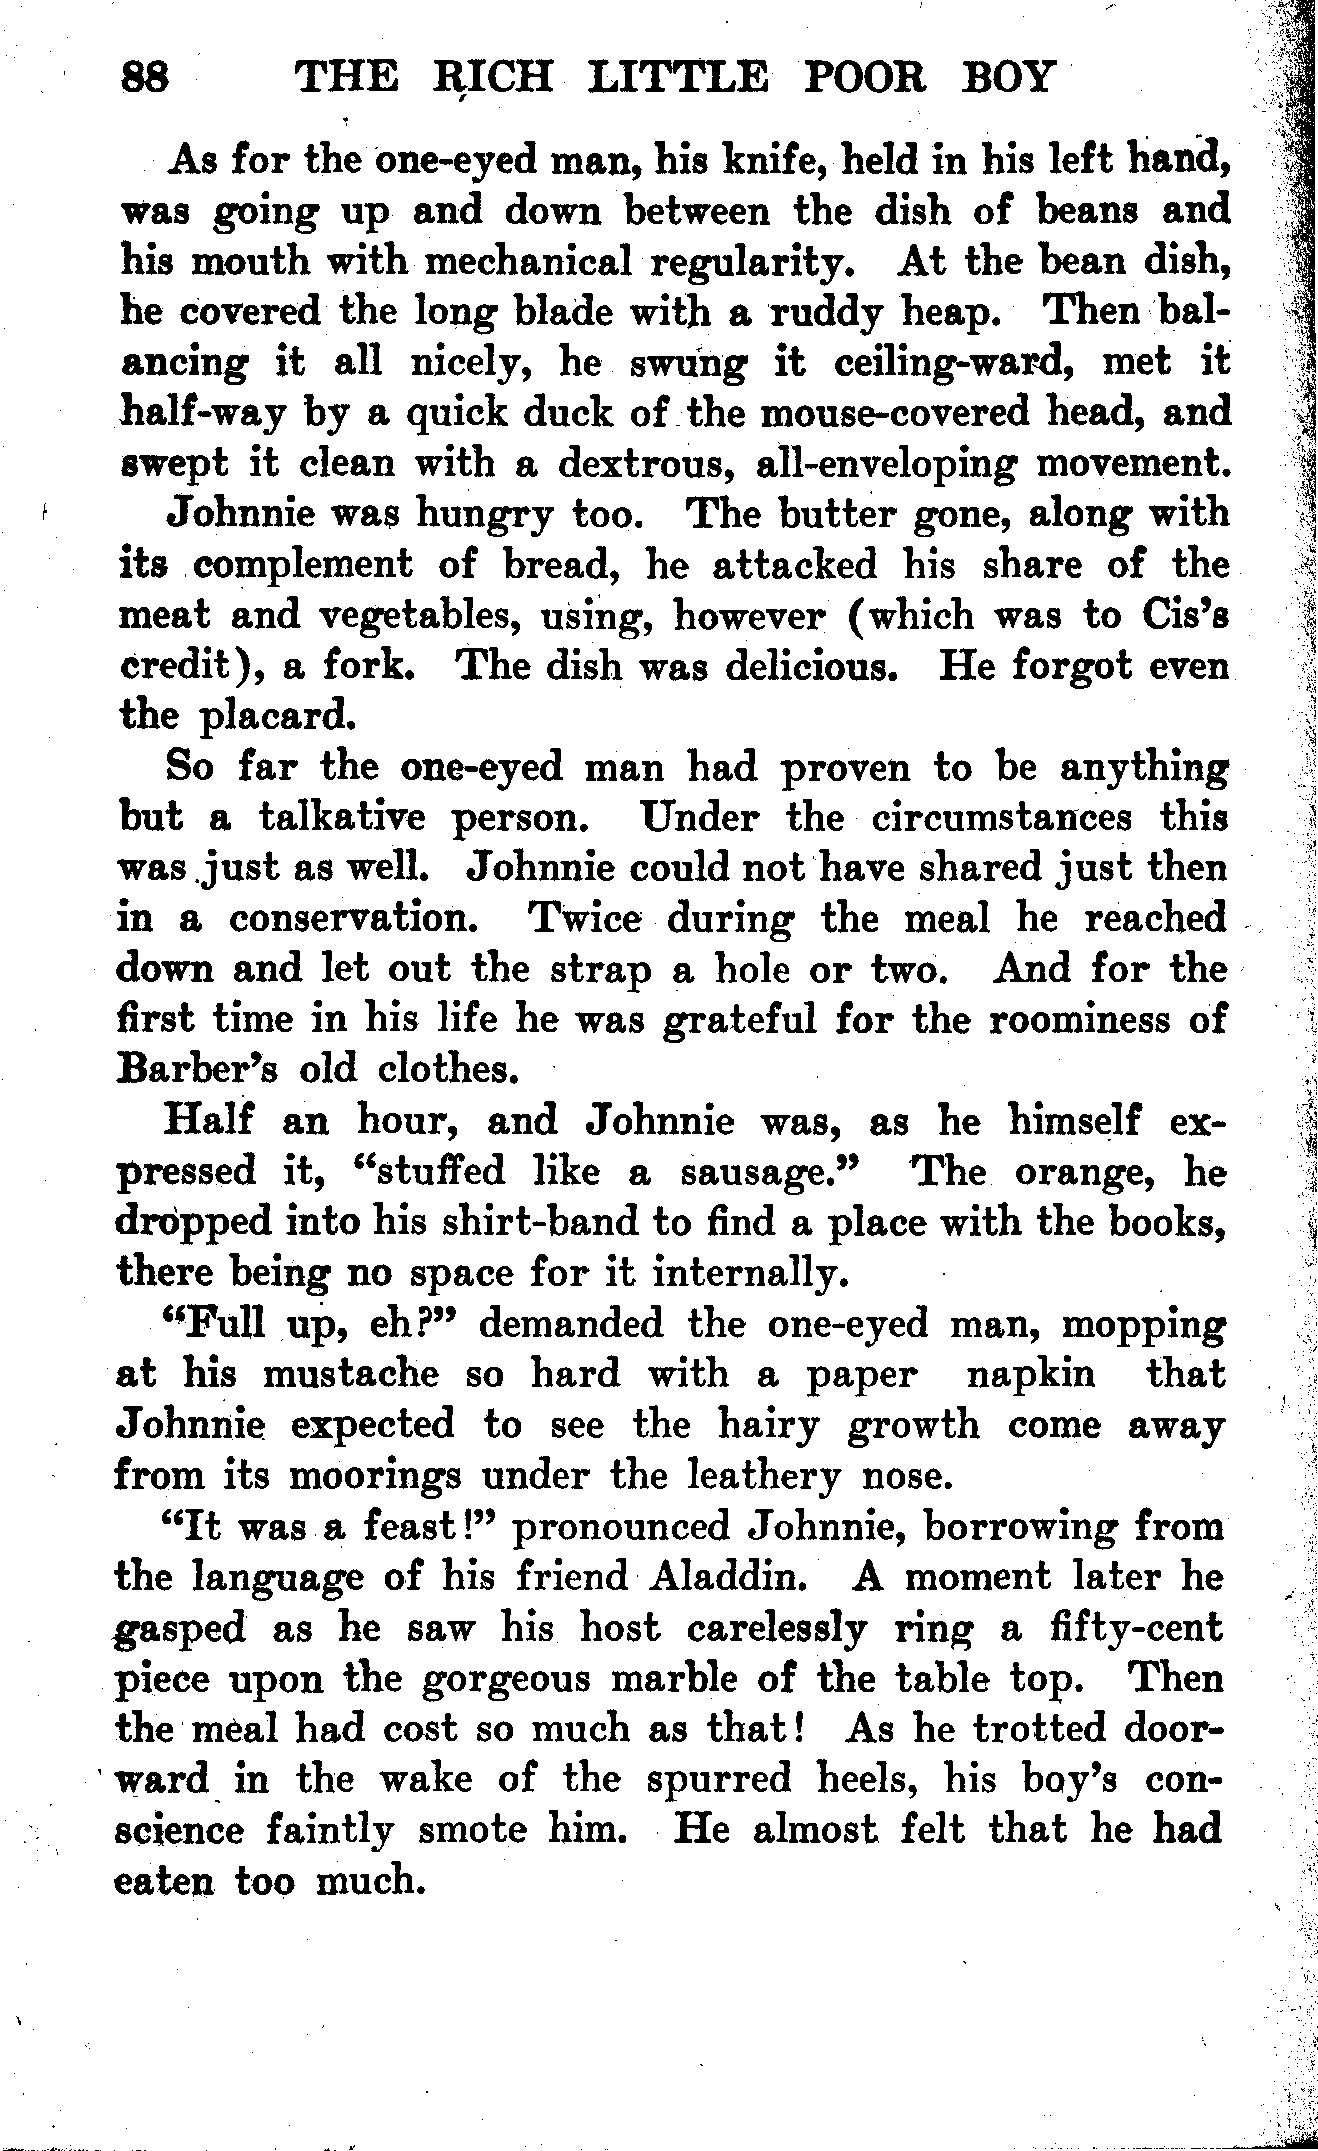 88 THE RICH LITTLE POOR BOY
As for the one-eyed man, his knife, held in his left hand,
was going up and down between the dish of beans and
his mouth with mechanical regularity. At the bean dish,
he covered the long blade with a ruddy heap. Then bal-
ancing it all nicely, he swung it ceiling-ward, met it
half-way by a quick duck of the mouse-covered head, and
swept it clean with a dextrous, all-enveloping movement.
Johnnie was hungry too. The butter gone, along with
its complement of bread, he attacked his share of the
meat and vegetables, using, however (which was to Cis's
credit), a fork. The dish was delicious. He forgot even
the placard.
So far the one-eyed man had proven to be anything
but a talkative person. Under the circumstances this
was just as well. Johnnie could not have shared just then
in a conservation. Twice during the meal he reached
down and let out the strap a hole or two. And for the
first time in his life he was grateful for the roominess of
Barber's old clothes.
Half an hour, and Johnnie was, as he himself ex-
pressed it, "stuffed like a sausage." The orange, he
dropped into his shirt-band to find a place with the books,
there being no space for it internally.
"Full up, eh?" demanded the one-eyed man, mopping
at his mustache so hard with a paper napkin that
Johnnie expected to see the hairy growth come away
from its moorings under the leathery nose.
"It was a feast!" pronounced Johnnie, borrowing from
the language of his friend Aladdin. A moment later he
gasped as he saw his host carelessly ring a fifty-cent
piece upon the gorgeous marble of the table top. Then
the meal had cost so much as that! As he trotted door-
ward in the wake of the spurred heels, his boy's con-
science faintly smote him. He almost felt that he had
eaten too much.